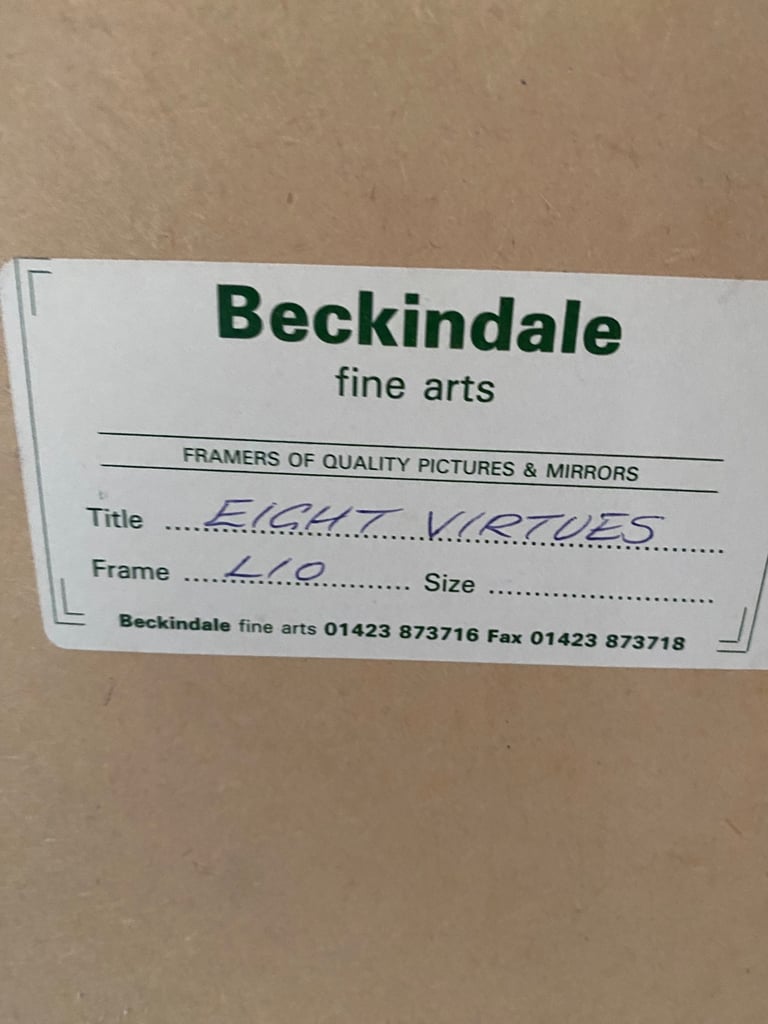 Beckindale
fine arts
FRAMERS OF QUALITY PICTURES & MIRRORS
Title EIGHT VIRTUES
Frame L10 Size
Beckindale fine arts 01423 873716 Fax 01423 873718